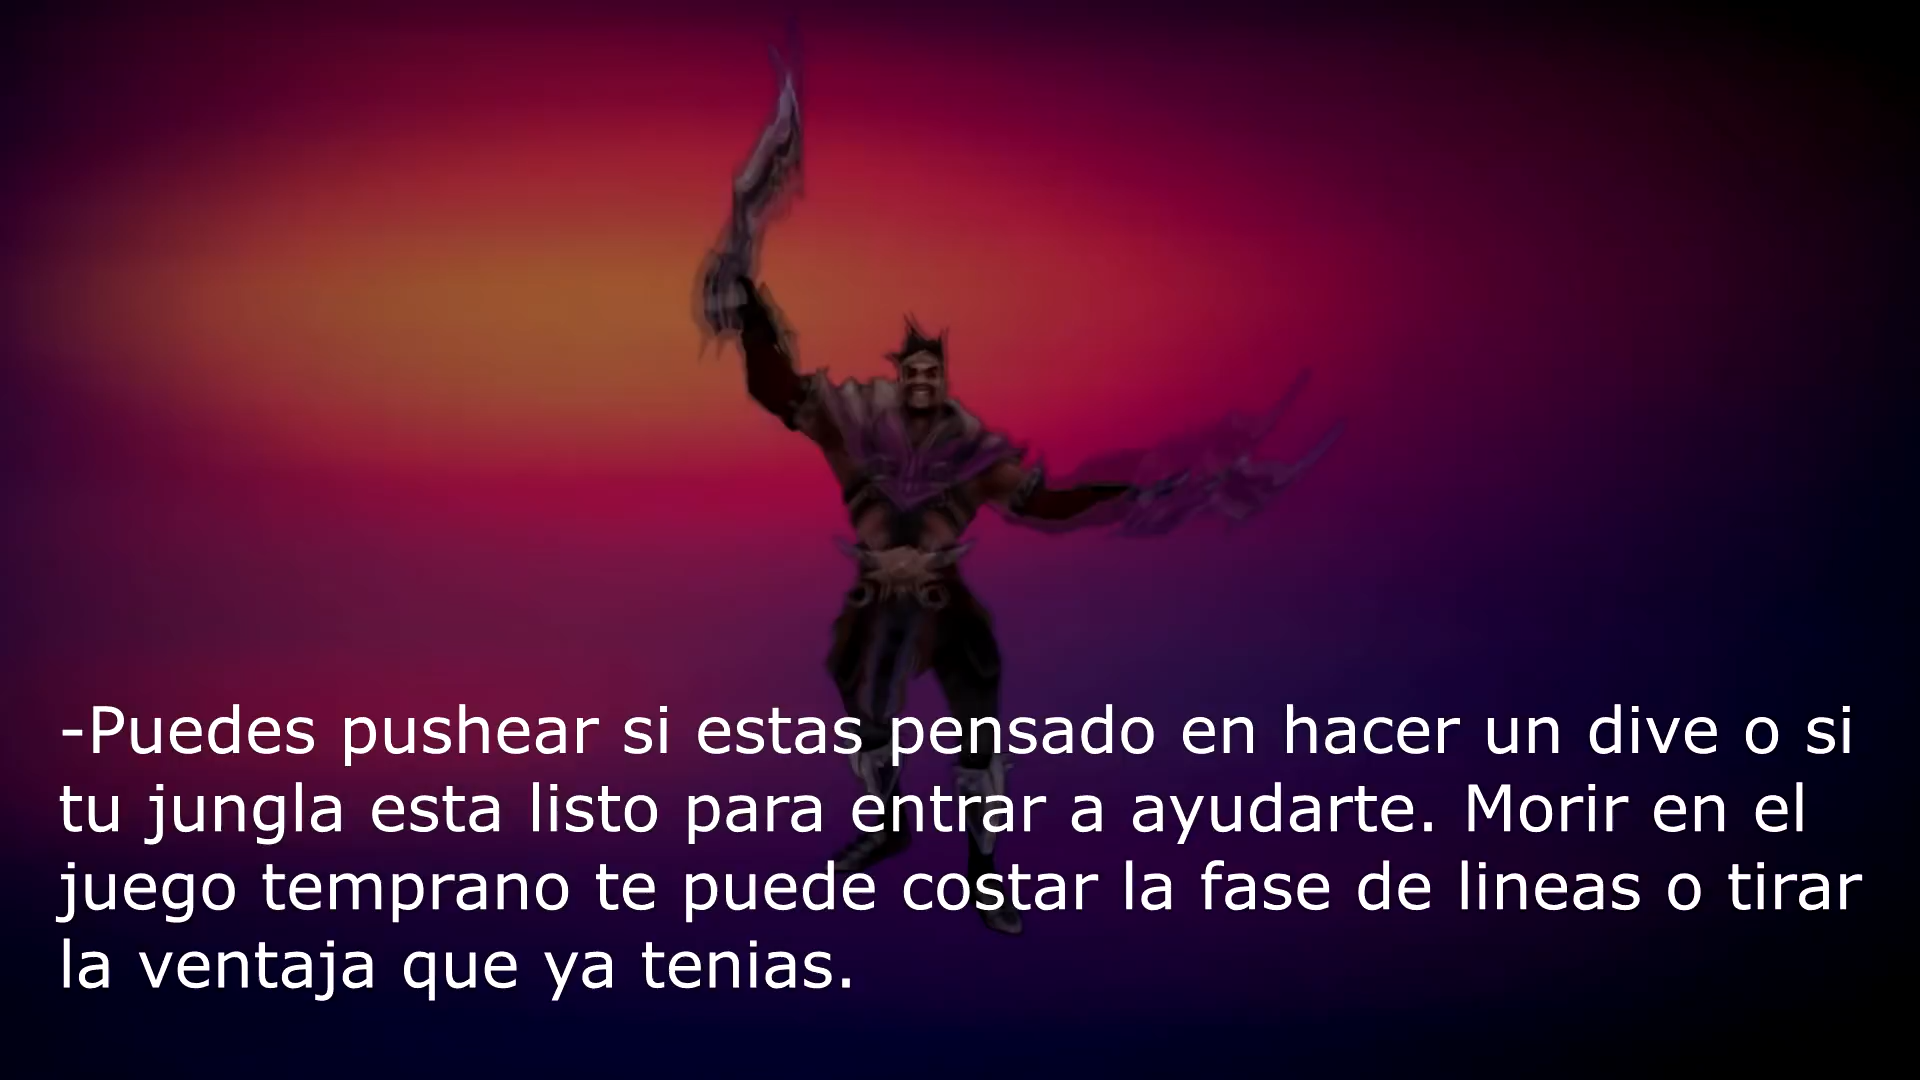 -Puedes pushear si estas pensado en hacer un dive o si
tu jungla esta listo para entrar a ayudarte. Morir en el
juego temprano te puede costar la fase de lineas o tirar
la ventaja que ya tenias.